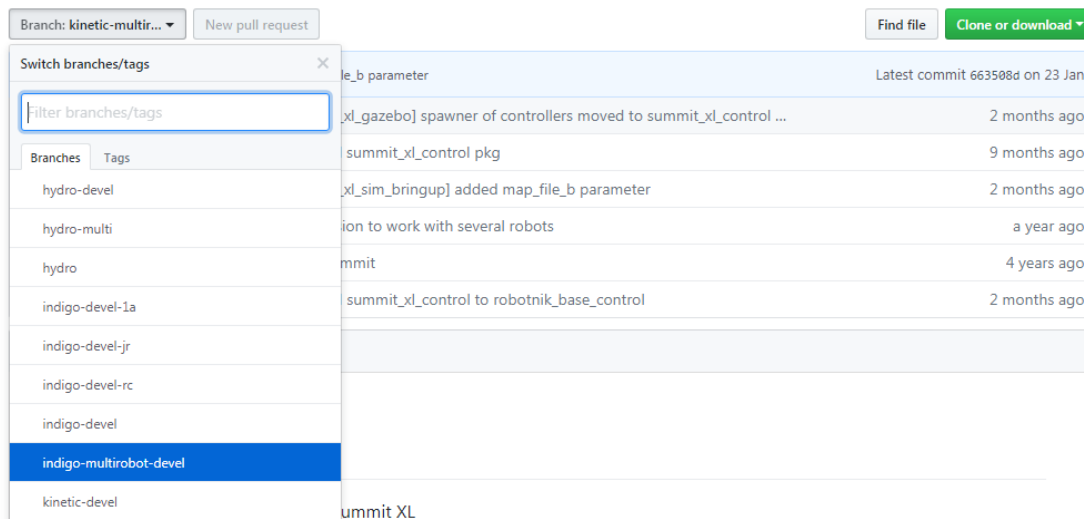 Branch: kinetic-multir... New pull request Find file Clone or download
Switch branches/tags
le_b parameter Latest commit 663508d on 23 Jan
Filter branches/tags
_xl_gazebo] spawner of controllers moved to summit_xl_control ... 2 months ago
Branches Tags
summit_xl_control pkg 9 months ago
hydro-devel
_xl_sim_bringup] added map_file_b parameter 2 months ago
hydro-multi
ion to work with several robots a year ago
hydro
mmit 4 years ago
indigo-devel-1a
summit_xl_control to robotnik_base_control 2 months ago
indigo-devel-jr
indigo-devel-rc
indigo-devel
indigo-multirobot-devel
kinetic-devel
ummit XL